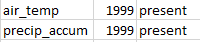 air_temp 1999 present
precip_accum 1999 present